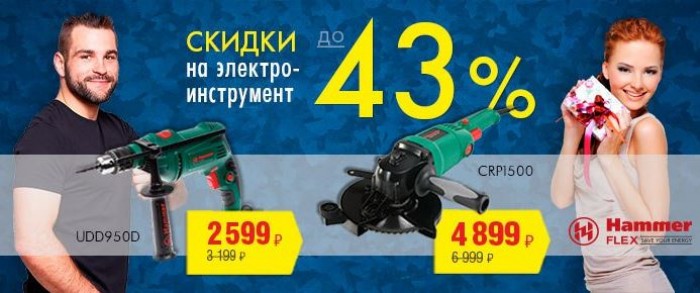 СКИДКИ
на электро-
инструмент
до
43%
UDD950D
2 599 ₽
3 199 ₽
CRP1500
4 899 ₽
6 999 ₽
Hammer
FLEX
SAVE YOUR ENERGY